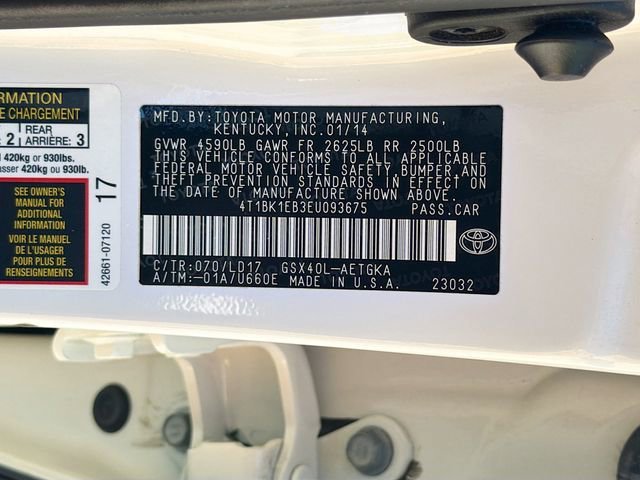 ORMATION
E CHARGEMENT
2 REAR ARRIÈRE: 3
420kg or 930lbs.
asser 420kg ou 930lb.
SEE OWNER'S
MANUAL FOR
ADDITIONAL
INFORMATION
Voir le MANUEL
de L'USAGER
pour plus de
RENSEIGNEMENTS
17
42661-07120
MFD.BY:TOYOTA MOTOR MANUFACTURING,
KENTUCKY,INC.01/14
GVWR 4590LB GAWR FR 2625LB RR 2500LB
THIS VEHICLE CONFORMS TO ALL APPLICABLE
FEDERAL MOTOR VEHICLE SAFETY,BUMPER,AND
THEFT PREVENTION STANDARDS IN EFFECT
ON THE DATE OF MANUFACTURE SHOWN ABOVE.
4T1BK1EB3EU093675 PASS.CAR
C/TR:070/LD17 GSX40L-AETGKA
A/TM:-01A/U660E MADE IN U.S.A. 23032